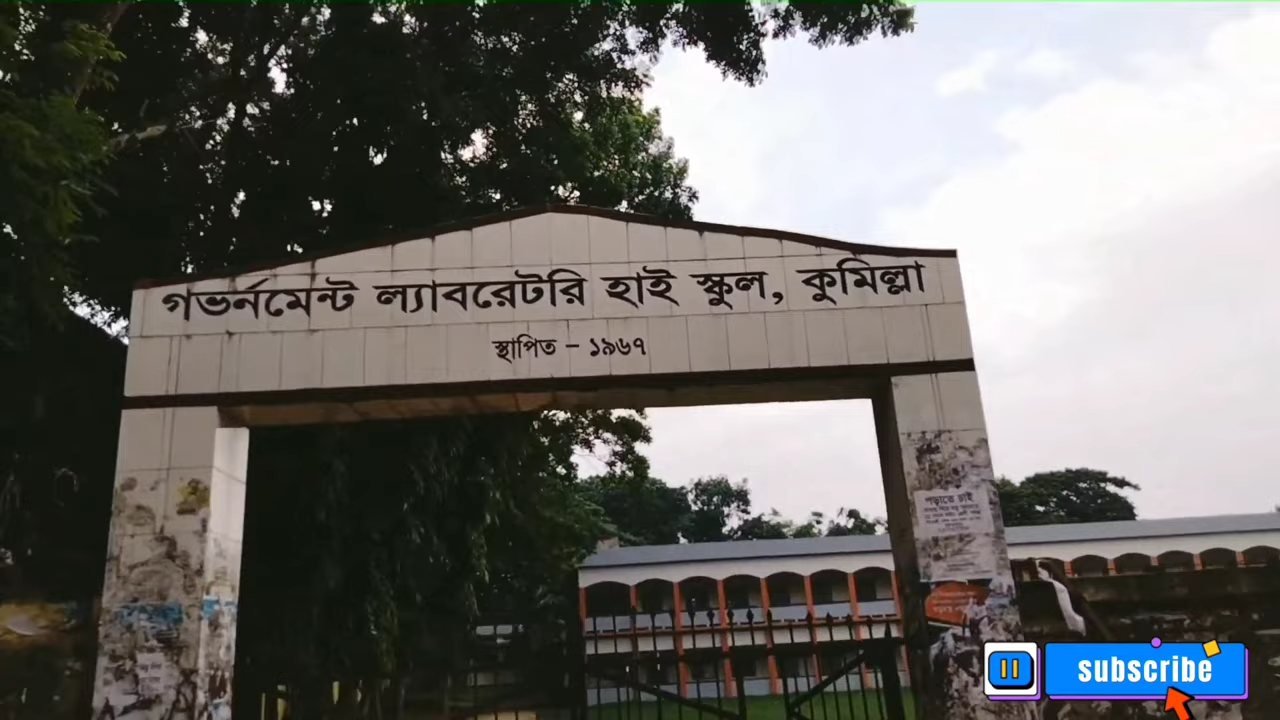 গভর্নমেন্ট ল্যাবরেটরি হাই স্কুল, কুমিল্লা
স্থাপিত - ১৯৬৭
পড়াতে চাই
subscribe